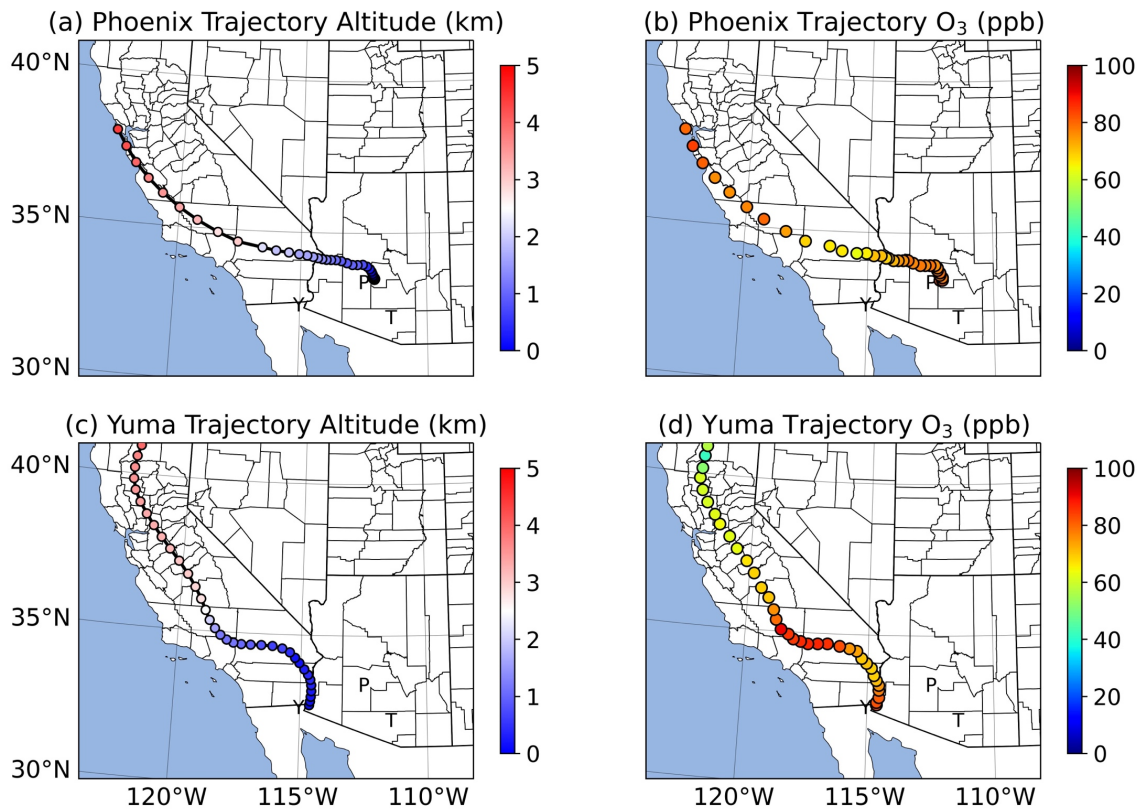 (a) Phoenix Trajectory Altitude (km)
(b) Phoenix Trajectory O₃ (ppb)
40°N
35°N
30°N
5
4
3
2
1
0
100
80
60
40
20
0
P
Y
T
P
Y
T
(c) Yuma Trajectory Altitude (km)
(d) Yuma Trajectory O₃ (ppb)
40°N
35°N
30°N
5
4
3
2
1
0
100
80
60
40
20
0
P
Y
T
P
Y
T
120°W
115°W
110°W
120°W
115°W
110°W